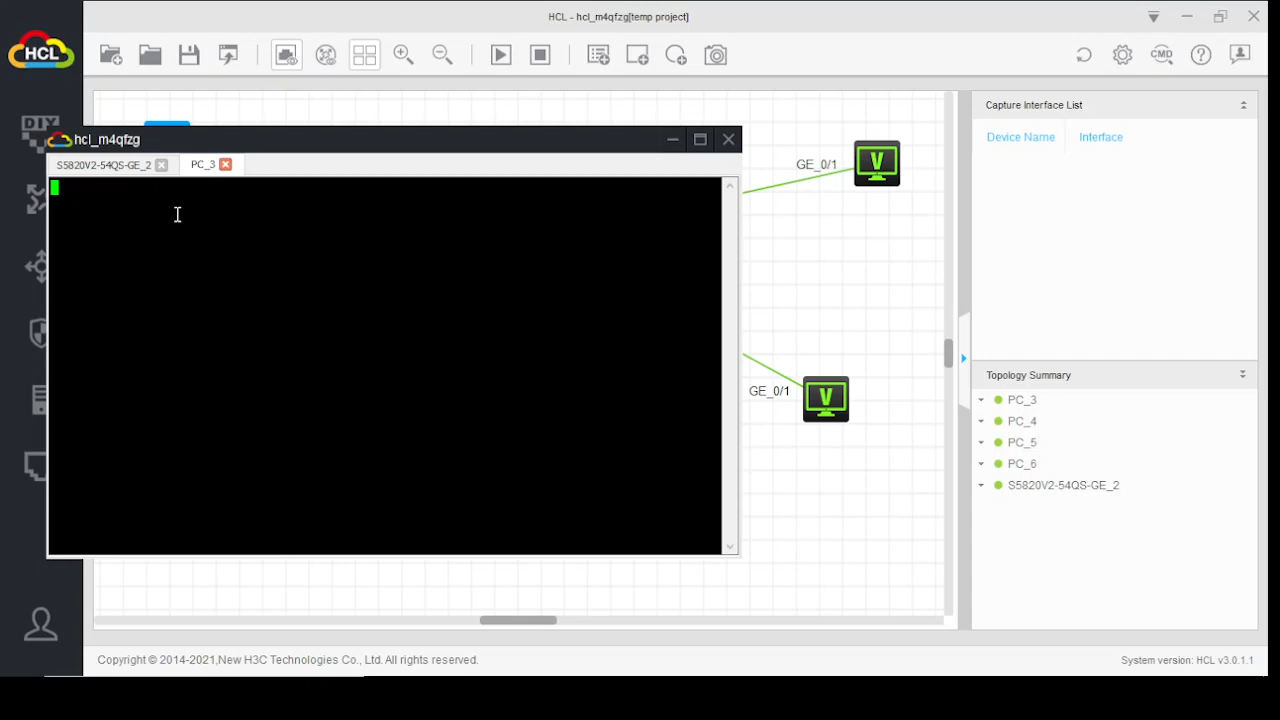 HCL - hcl_m4qfzg[temp project]
HCL
CMD
DIY
hcl_m4qfzg
S5820V2-54QS-GE_2
PC_3
GE_0/1
V
GE_0/1
V
Capture Interface List
Device Name
Interface
Topology Summary
PC_3
PC_4
PC_5
PC_6
S5820V2-54QS-GE_2
Copyright © 2014-2021,New H3C Technologies Co., Ltd. All rights reserved.
System version: HCL v3.0.1.1